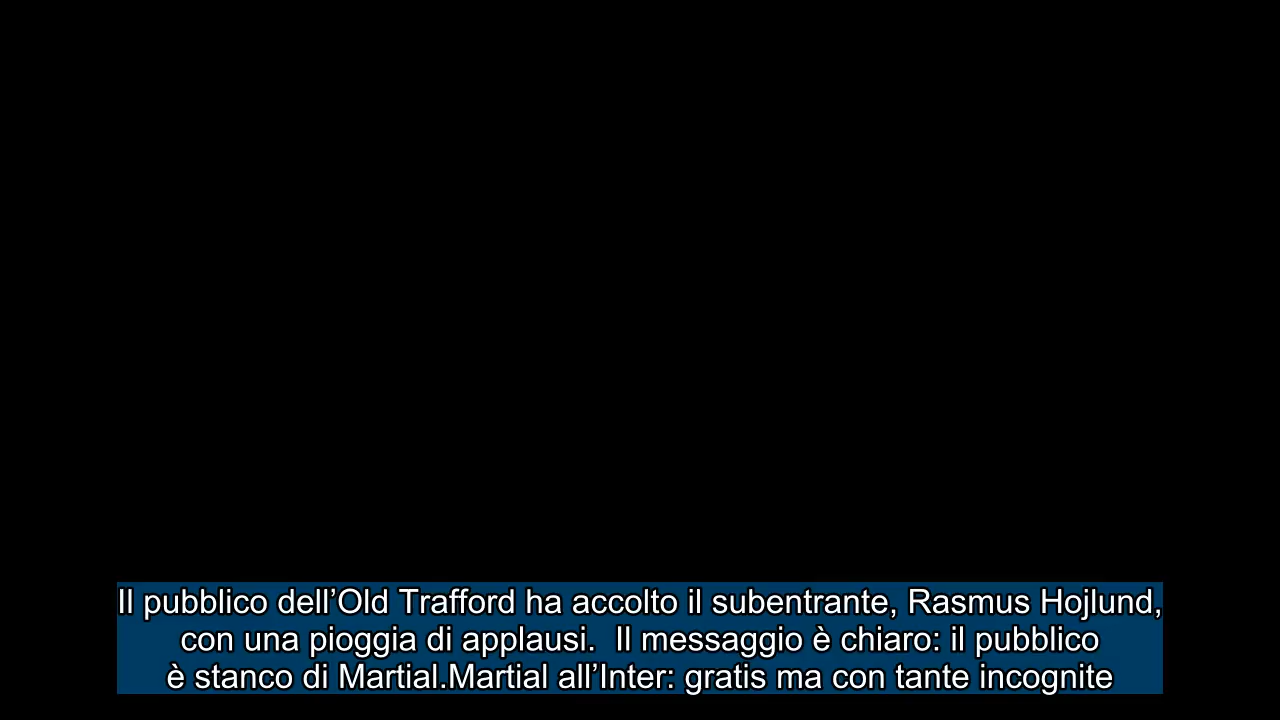 Il pubblico dell’Old Trafford ha accolto il subentrante, Rasmus Hojlund,
con una pioggia di applausi.  Il messaggio è chiaro: il pubblico
è stanco di Martial.Martial all’Inter: gratis ma con tante incognite